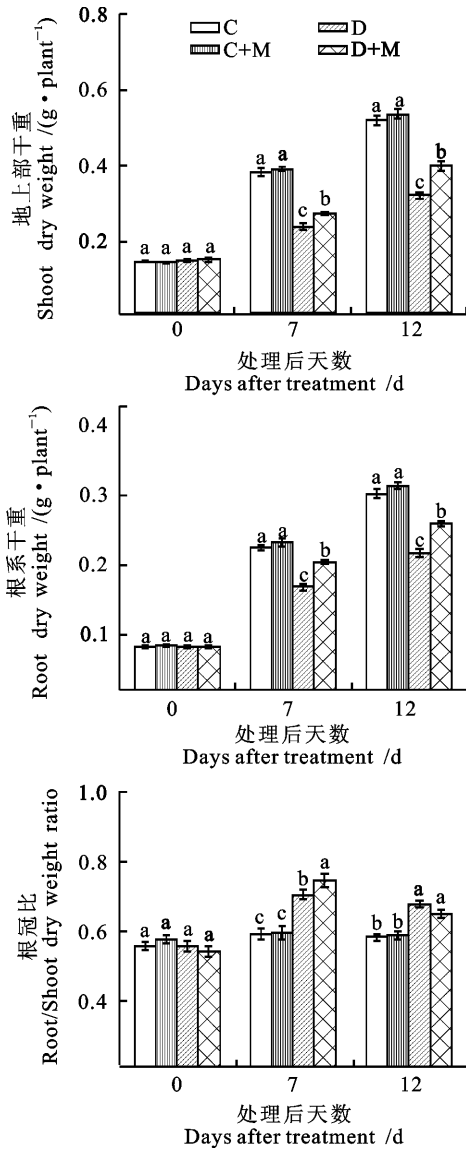 C D
C+M D+M
地上部干重
Shoot dry weight /(g·plant⁻¹)
0.8
0.6
0.4
0.2
a a a a
a a c b
a a c b
0 7 12
处理后天数
Days after treatment /d
根系干重
Root dry weight /(g·plant⁻¹)
0.4
0.3
0.2
0.1
a a a a
a a c b
a a c b
0 7 12
处理后天数
Days after treatment /d
根冠比
Root/Shoot dry weight ratio
1.0
0.8
0.6
0.4
a a a a
c c b a
b b a a
0 7 12
处理后天数
Days after treatment /d